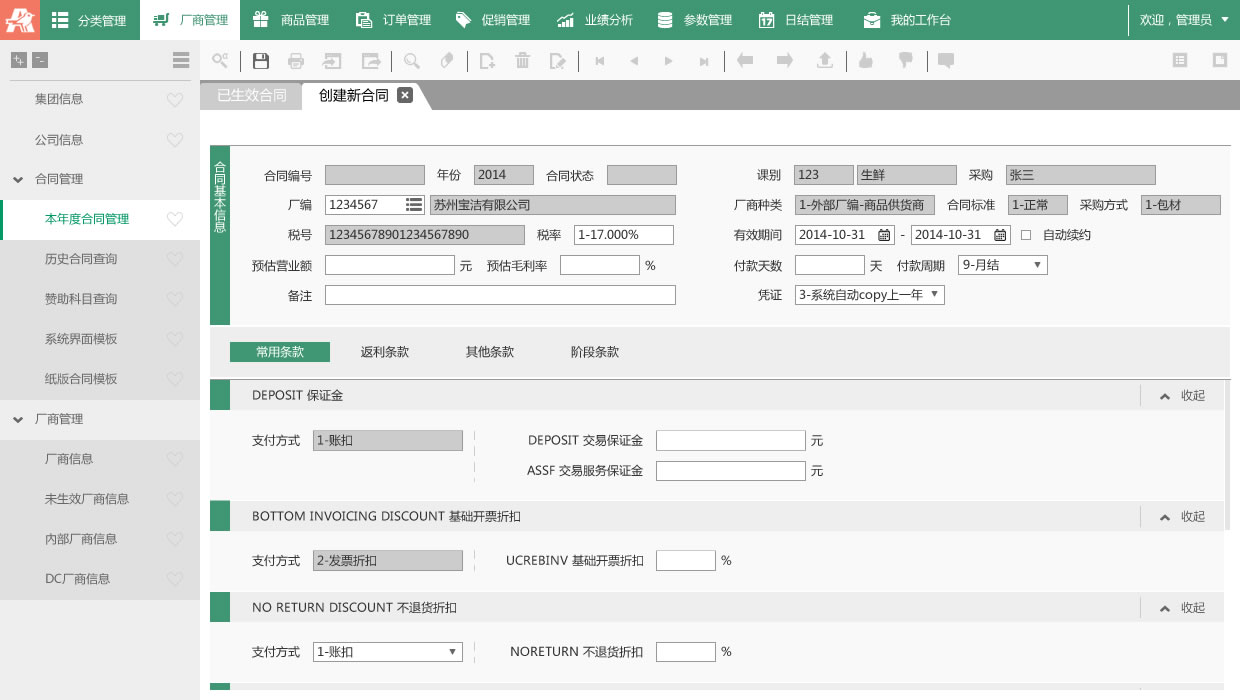 分类管理 厂商管理 商品管理 订单管理 促销管理 业绩分析 参数管理 日结管理 我的工作台 欢迎，管理员
集团信息
公司信息
合同管理
本年度合同管理
历史合同查询
赞助科目查询
系统界面模板
纸版合同模板
厂商管理
厂商信息
未生效厂商信息
内部厂商信息
DC厂商信息
已生效合同 创建新合同
合同基本信息
合同编号 年份 2014 合同状态 课别 123 生鲜 采购 张三
厂编 1234567 苏州宝洁有限公司 厂商种类 1-外部厂编-商品供货商 合同标准 1-正常 采购方式 1-包材
税号 12345678901234567890 税率 1-17.000% 有效期间 2014-10-31 - 2014-10-31 自动续约
预估营业额 元 预估毛利率 % 付款天数 天 付款周期 9-月结
备注 凭证 3-系统自动copy上一年
常用条款 返利条款 其他条款 阶段条款
DEPOSIT 保证金 收起
支付方式 1-账扣 DEPOSIT 交易保证金 元
ASSF 交易服务保证金 元
BOTTOM INVOICING DISCOUNT 基础开票折扣 收起
支付方式 2-发票折扣 UCREBINV 基础开票折扣 %
NO RETURN DISCOUNT 不退货折扣 收起
支付方式 1-账扣 NORETURN 不退货折扣 %